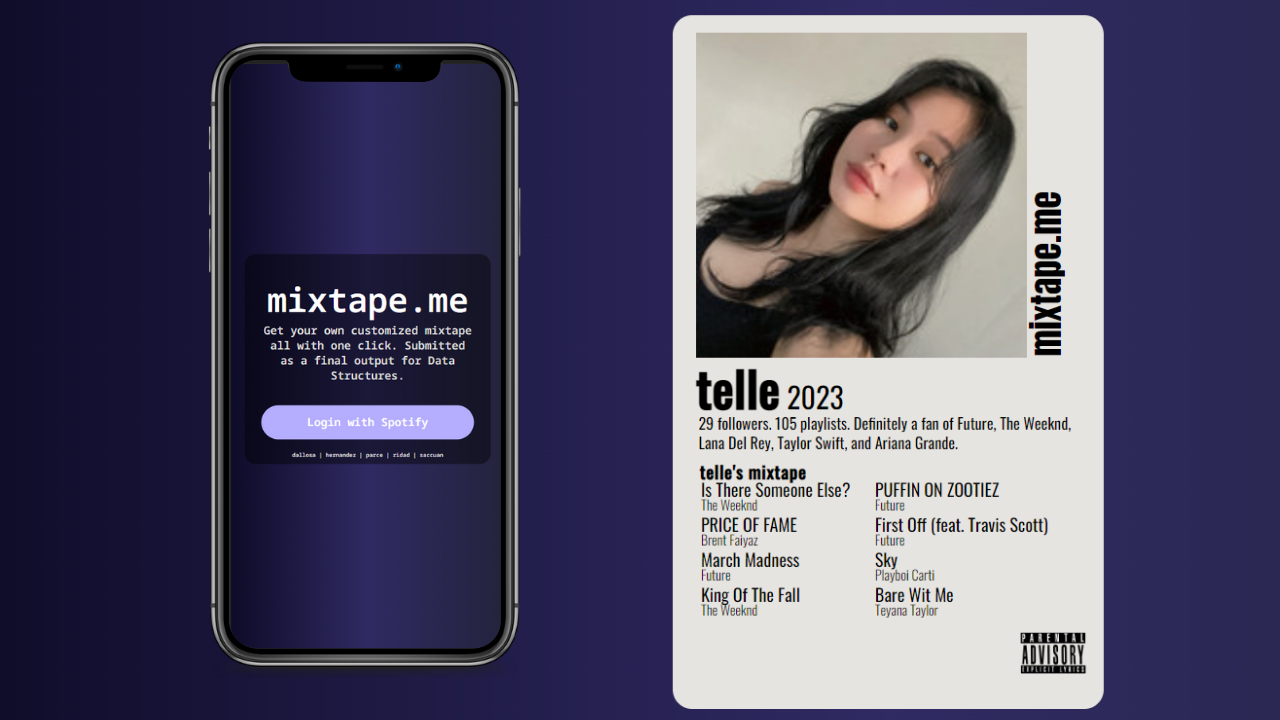 mixtape.me
Get your own customized mixtape
all with one click. Submitted
as a final output for Data
Structures.
Login with Spotify
dallosa | hernandez | parce | ridad | saccuan
mixtape.me
telle 2023
29 followers. 105 playlists. Definitely a fan of Future, The Weeknd,
Lana Del Rey, Taylor Swift, and Ariana Grande.
telle's mixtape
Is There Someone Else?
The Weeknd
PRICE OF FAME
Brent Faiyaz
March Madness
Future
King Of The Fall
The Weeknd
PUFFIN ON ZOOTIEZ
Future
First Off (feat. Travis Scott)
Future
Sky
Playboi Carti
Bare Wit Me
Teyana Taylor
PARENTAL
ADVISORY
EXPLICIT LYRICS